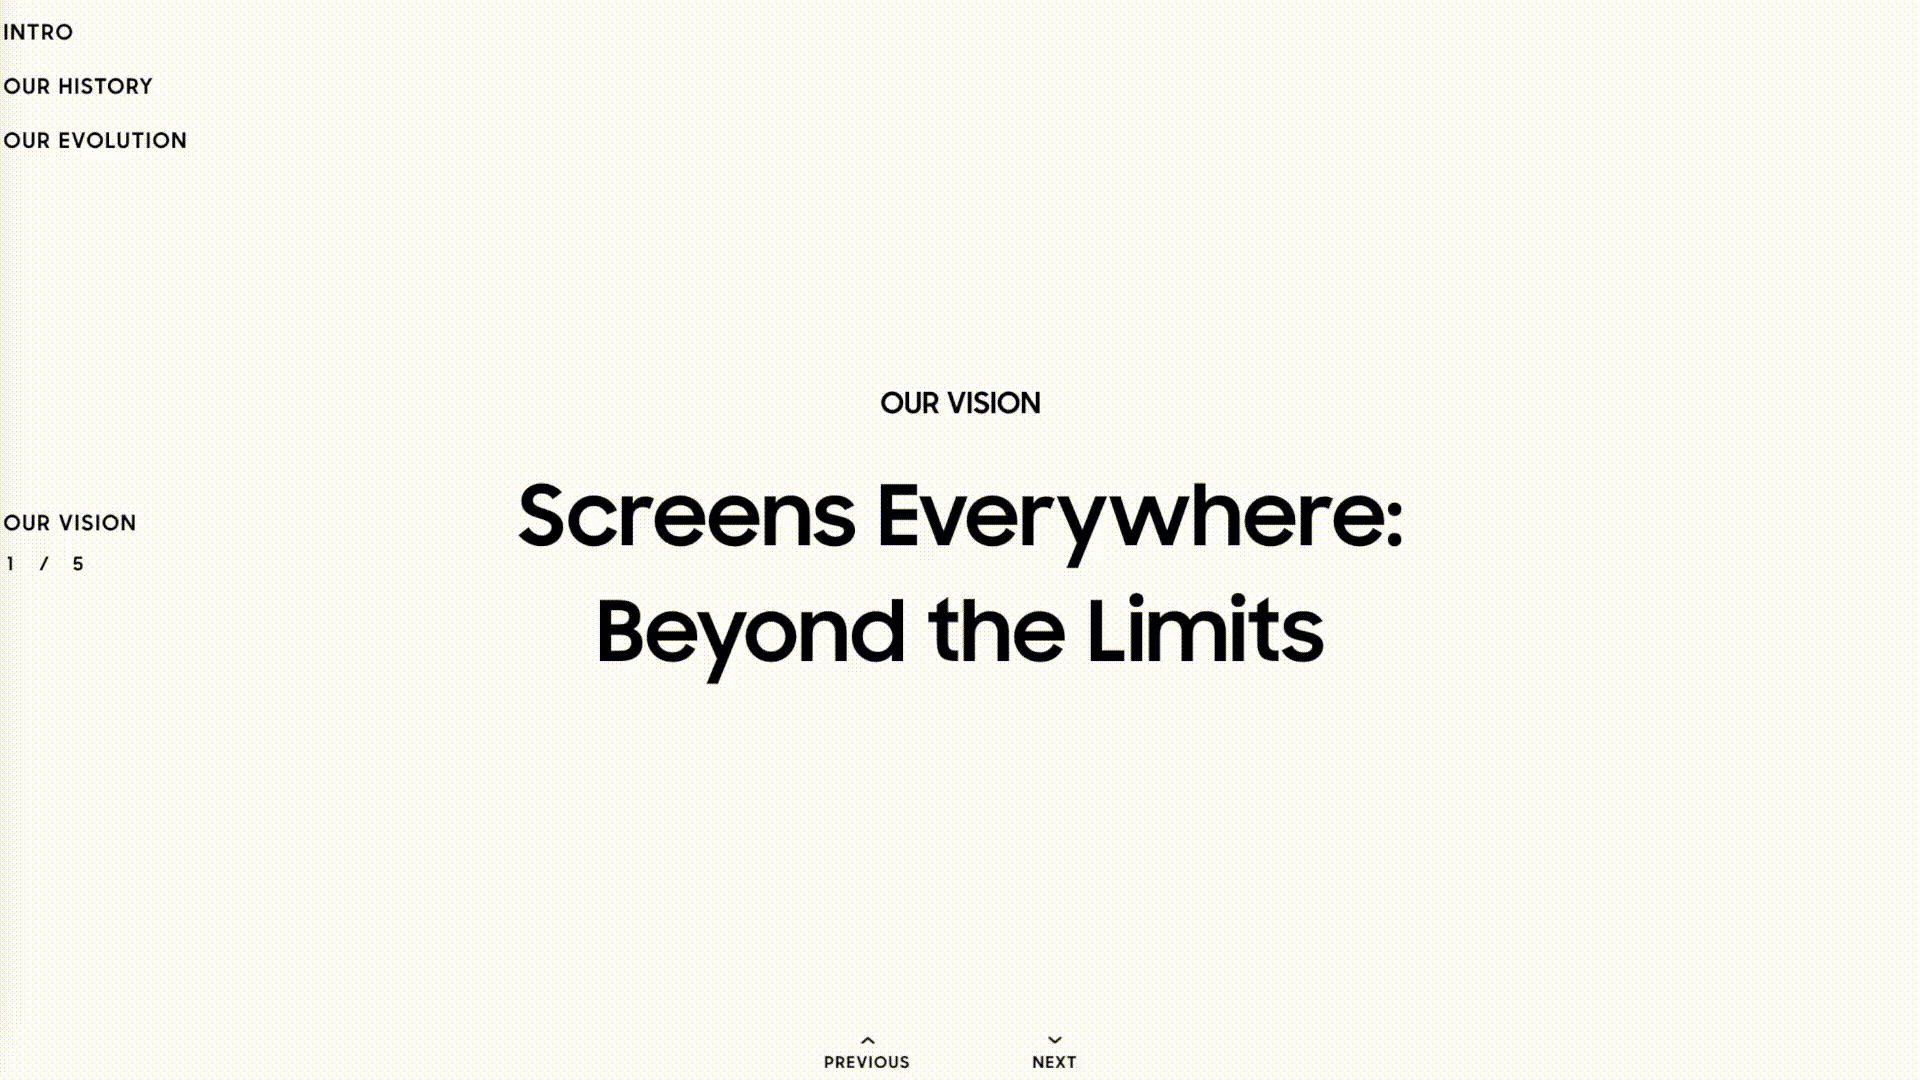 INTRO
OUR HISTORY
OUR EVOLUTION
OUR VISION
1 / 5
OUR VISION
Screens Everywhere:
Beyond the Limits
PREVIOUS
NEXT